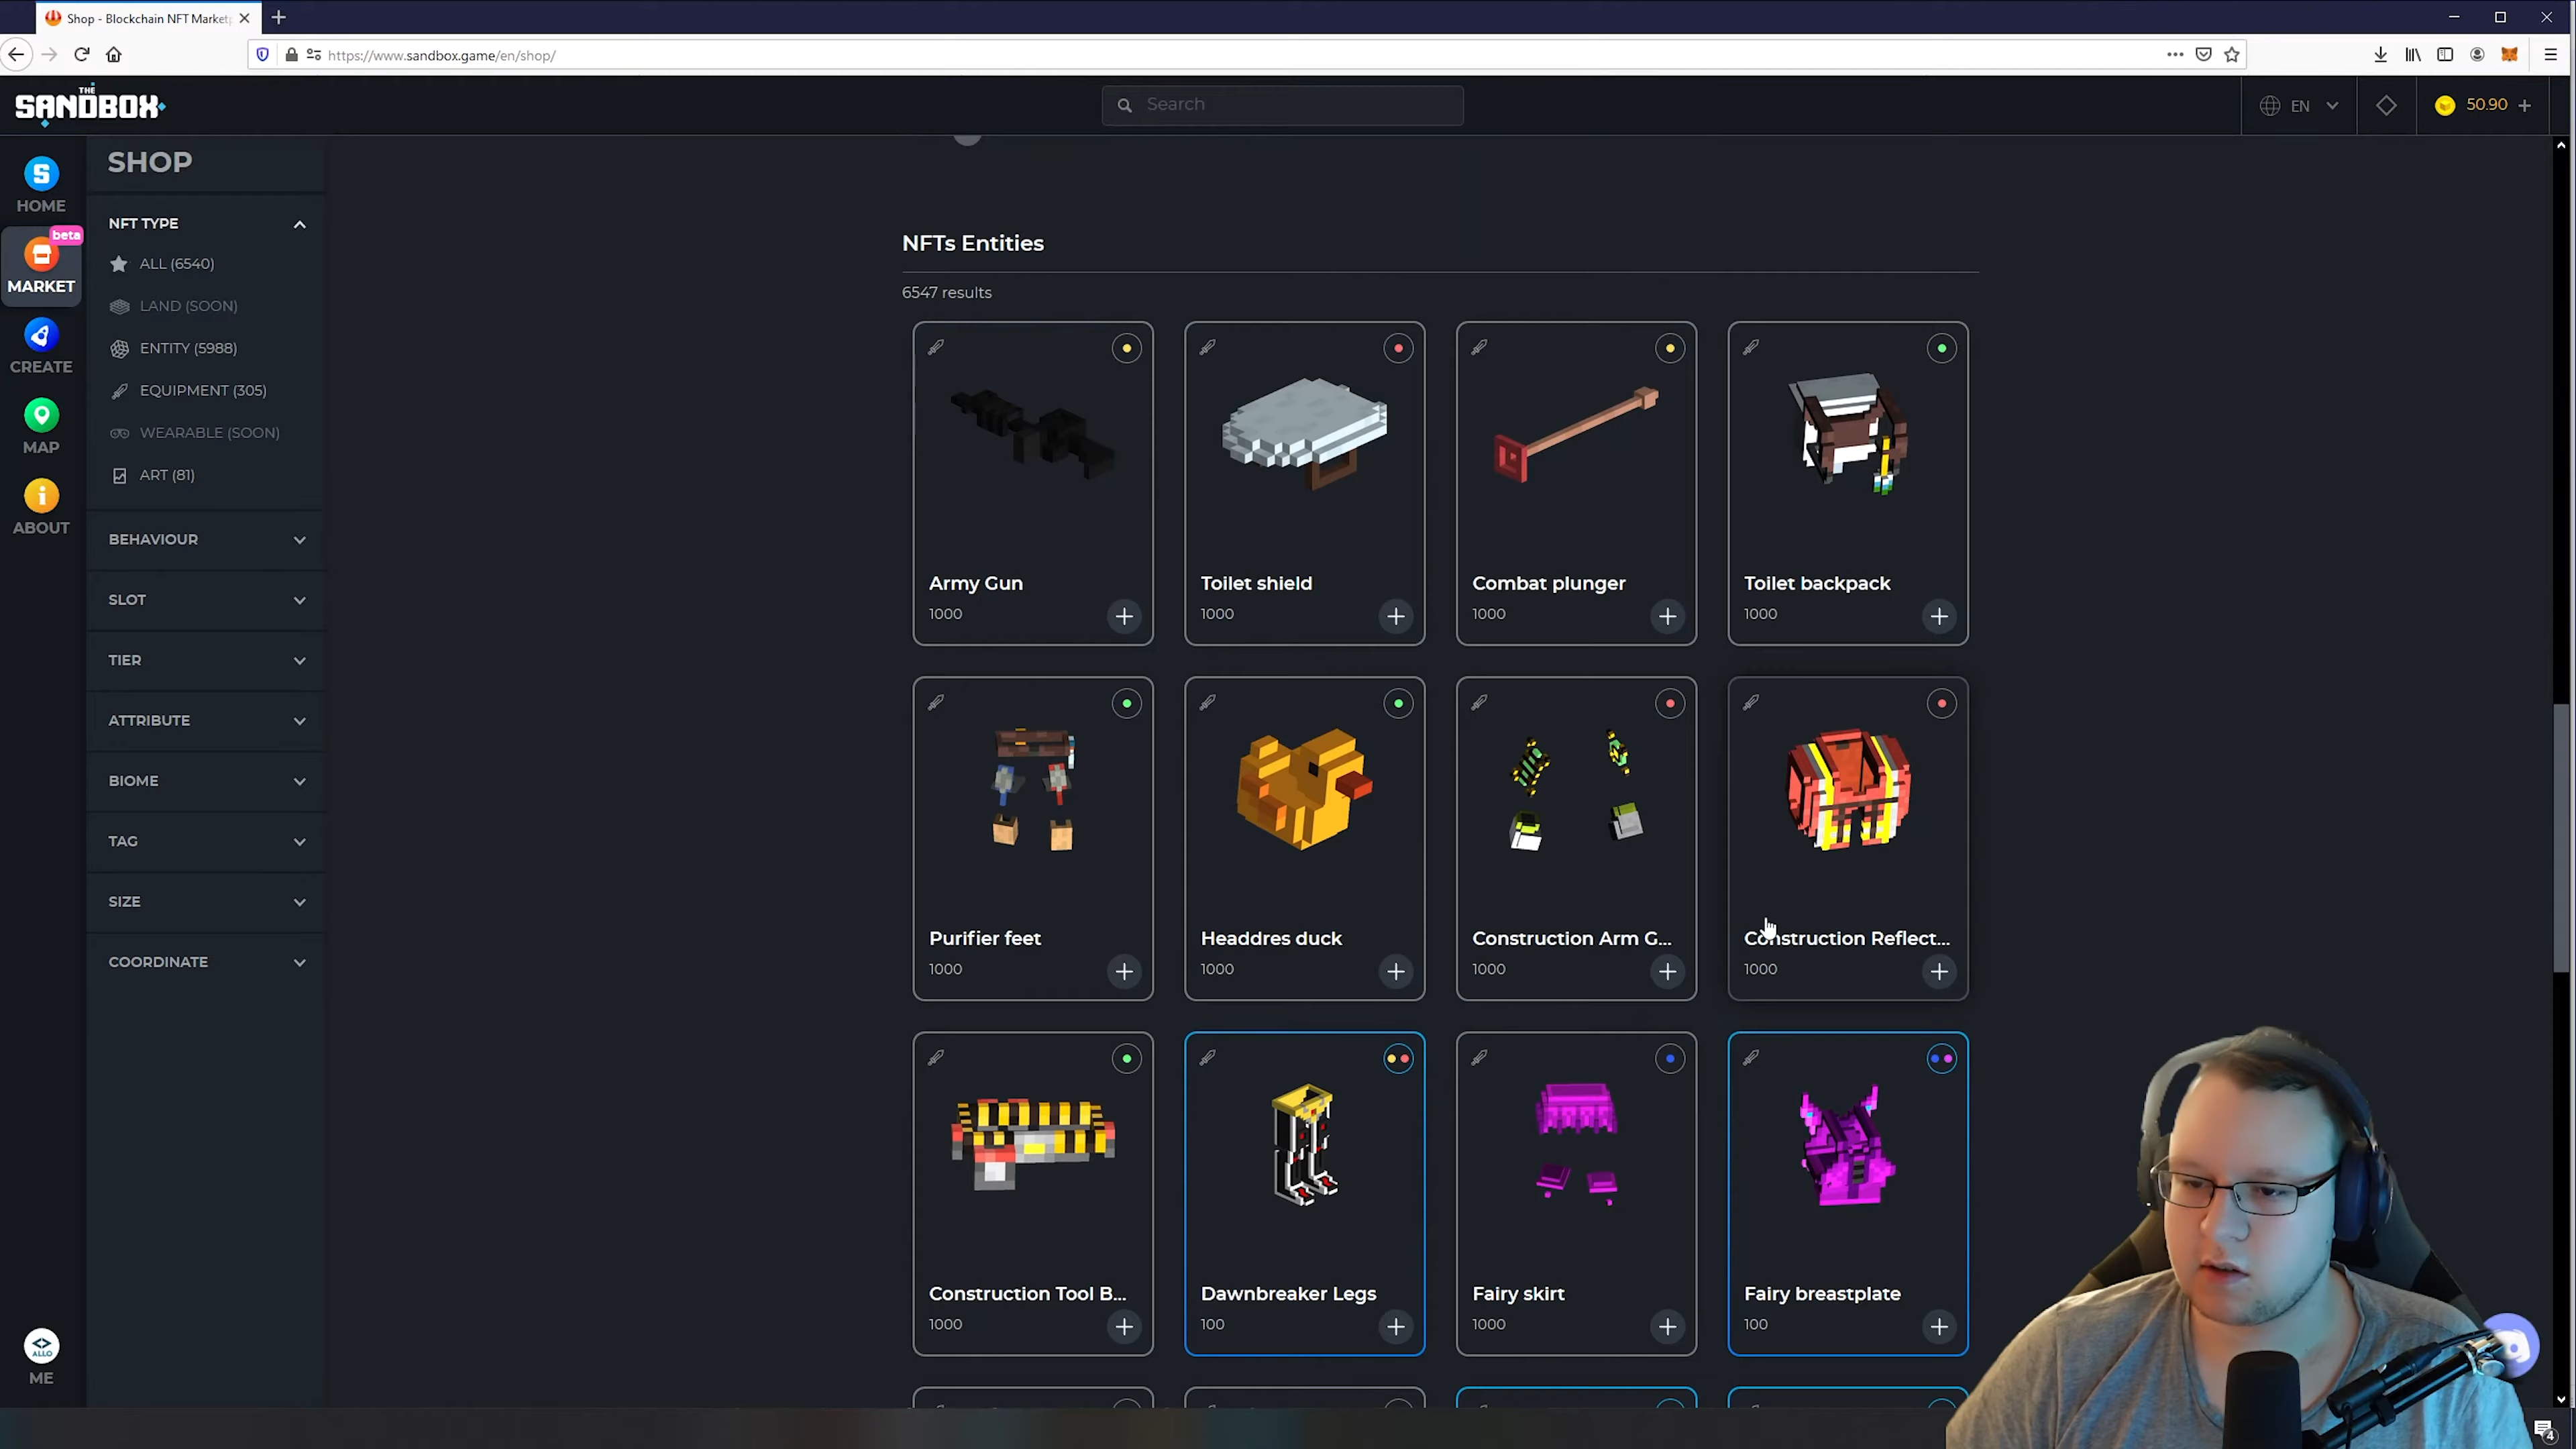 Shop - Blockchain NFT Marketp
https://www.sandbox.game/en/shop/
THE
SANDBOX
Search
EN
50.90
HOME
beta
MARKET
CREATE
MAP
ABOUT
ALLO
ME
SHOP
NFT TYPE
ALL (6540)
LAND (SOON)
ENTITY (5988)
EQUIPMENT (305)
WEARABLE (SOON)
ART (81)
BEHAVIOUR
SLOT
TIER
ATTRIBUTE
BIOME
TAG
SIZE
COORDINATE
NFTs Entities
6547 results
Army Gun
1000
Toilet shield
1000
Combat plunger
1000
Toilet backpack
1000
Purifier feet
1000
Headdres duck
1000
Construction Arm G...
1000
Construction Reflect...
1000
Construction Tool B...
1000
Dawnbreaker Legs
100
Fairy skirt
1000
Fairy breastplate
100
4